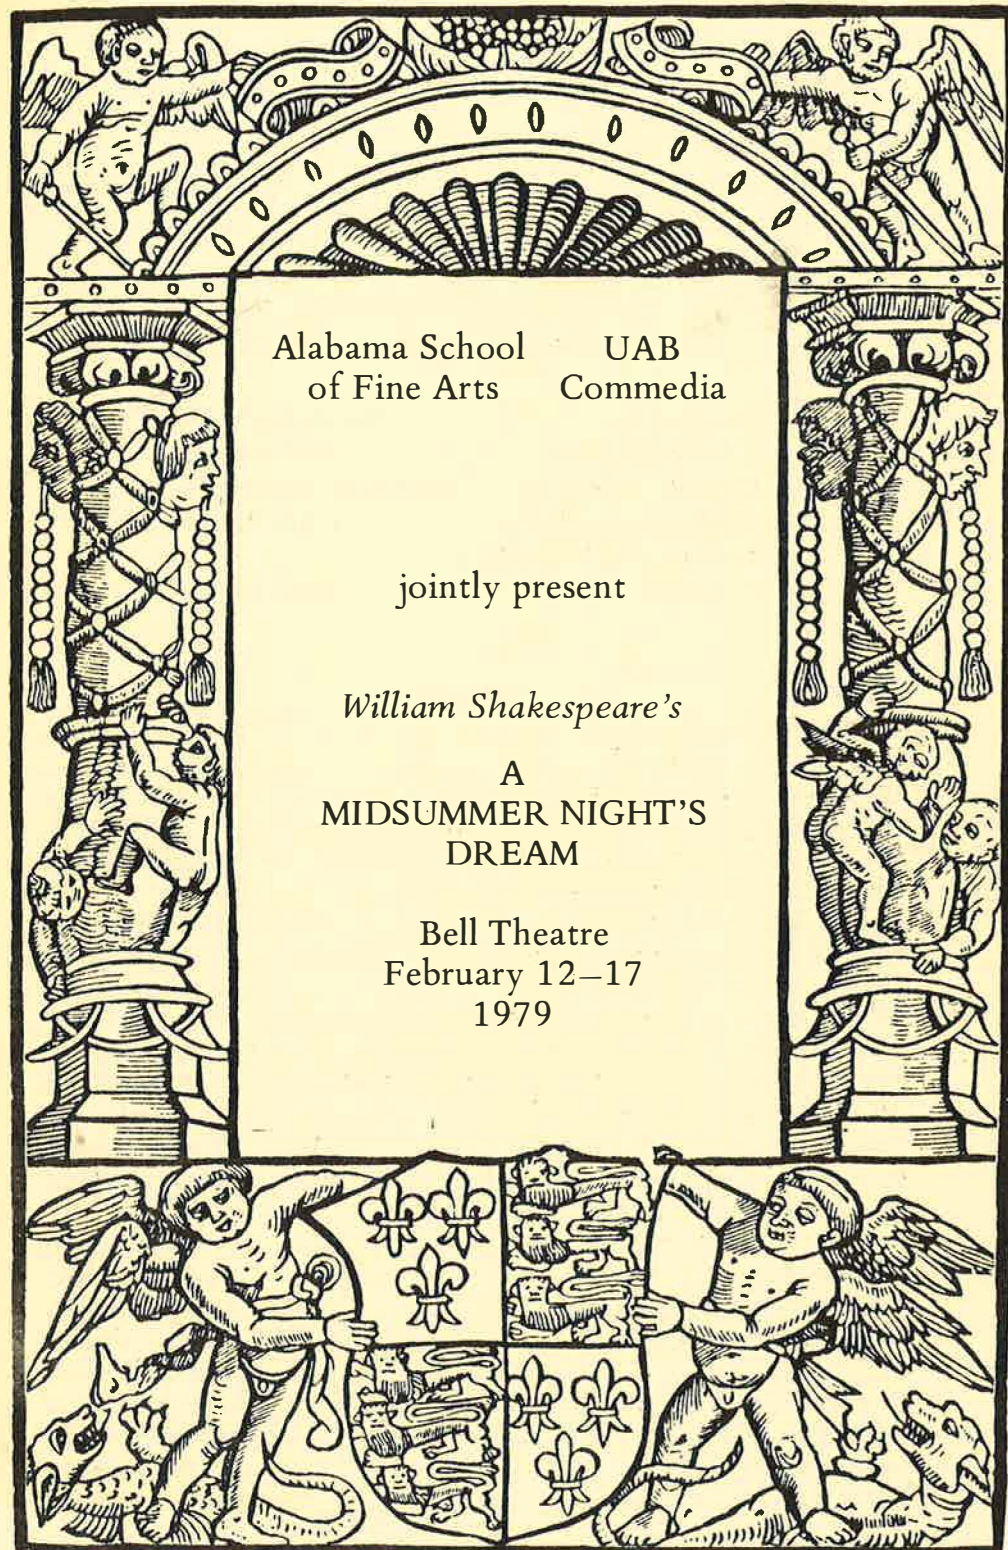 Alabama School
of Fine Arts
UAB
Commedia
jointly present
William Shakespeare's
A
MIDSUMMER NIGHT'S
DREAM
Bell Theatre
February 12–17
1979